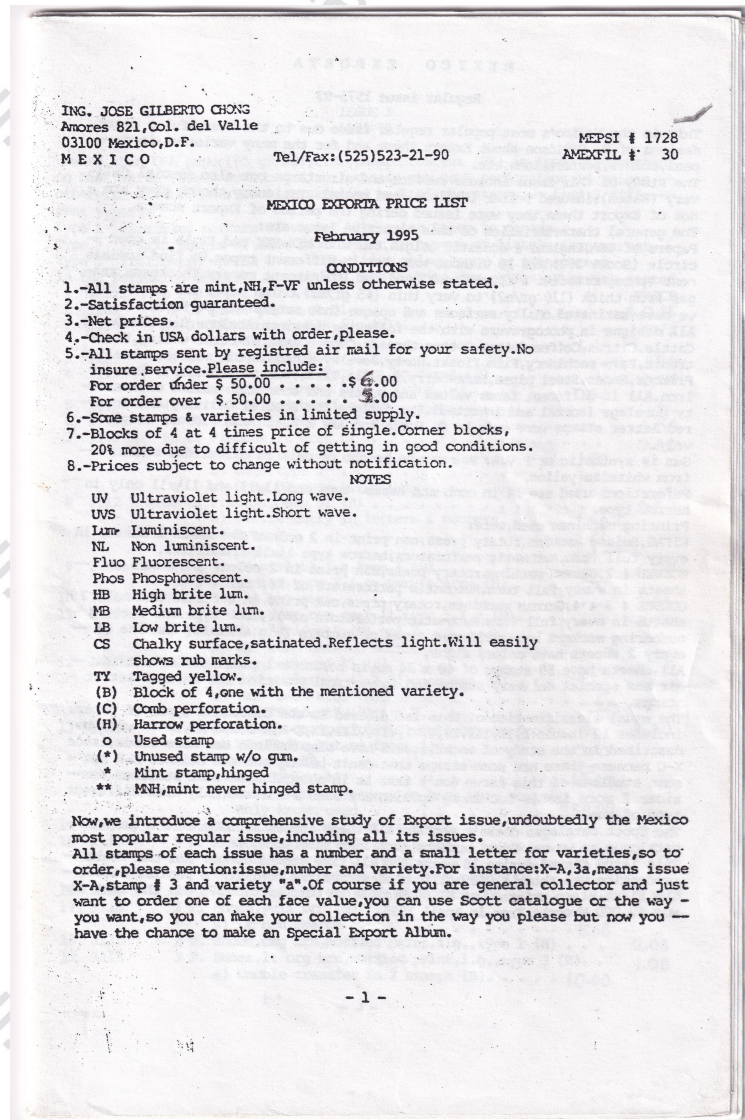 ING. JOSE GILBERTO CHONG
Amores 821,Col. del Valle
03100 Mexico,D.F.
M E X I C O
Tel/Fax:(525)523-21-90
MEPSI # 1728
AMEXFIL # 30
MEXICO EXPORTA PRICE LIST
February 1995
CONDITIONS
1.-All stamps are mint,NH,F-VF unless otherwise stated.
2.-Satisfaction guaranteed.
3.-Net prices.
4.-Check in USA dollars with order,please.
5.-All stamps sent by registred air mail for your safety.No
insure service.Please include:
For order under $ 50.00 . . . . .$ 6.00
For order over $ 50.00 . . . . . .00
6.-Some stamps & varieties in limited supply.
7.-Blocks of 4 at 4 times price of single.Corner blocks,
20% more due to difficult of getting in good conditions.
8.-Prices subject to change without notification.
NOTES
UV Ultraviolet light.Long wave.
UVS Ultraviolet light.Short wave.
Lum Luminiscent.
NL Non luminiscent.
Fluo Fluorescent.
Phos Phosphorescent.
HB High brite lum.
MB Medium brite lum.
LB Low brite lum.
CS Chalky surface,satinated.Reflects light.Will easily
shows rub marks.
TY Tagged yellow.
(B) Block of 4,one with the mentioned variety.
(C) Comb perforation.
(H) Harrow perforation.
o Used stamp
(*) Unused stamp w/o gum.
* Mint stamp,hinged
** MNH,mint never hinged stamp.
Now,we introduce a comprehensive study of Export issue,undoubtedly the Mexico
most popular regular issue,including all its issues.
All stamps of each issue has a number and a small letter for varieties,so to
order,please mention:issue,number and variety.For instance:X-A,3a,means issue
X-A,stamp # 3 and variety "a".Of course if you are general collector and just
want to order one of each face value,you can use Scott catalogue or the way -
you want,so you can make your collection in the way you please but now you --
have the chance to make an Special Export Album.
- 1 -